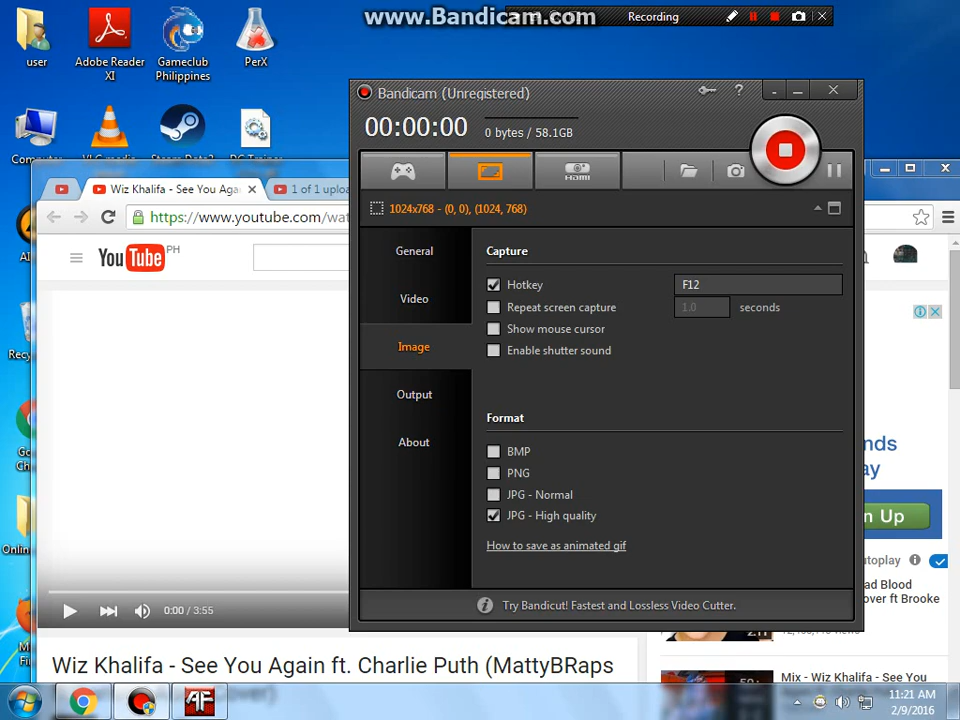 www.Bandicam.com
Recording
user
Adobe Reader
XI
Gameclub
Philippines
PerX
Bandicam (Unregistered)
?
00:00:00
0 bytes / 58.1GB
HDMI
1024x768 - (0, 0), (1024, 768)
Wiz Khalifa - See You Aga
1 of 1 uploa
https://www.youtube.com/wat
YouTube PH
General
Video
Image
Output
About
Capture
Hotkey
F12
Repeat screen capture
1.0
seconds
Show mouse cursor
Enable shutter sound
Format
BMP
PNG
JPG - Normal
JPG - High quality
How to save as animated gif
Try Bandicut! Fastest and Lossless Video Cutter.
nds
ay
n Up
utoplay
ad Blood
over ft Brooke
0:00 / 3:55
Wiz Khalifa - See You Again ft. Charlie Puth (MattyBRaps
Mix - Wiz Khalifa - See You
AF
11:21 AM
2/9/2016